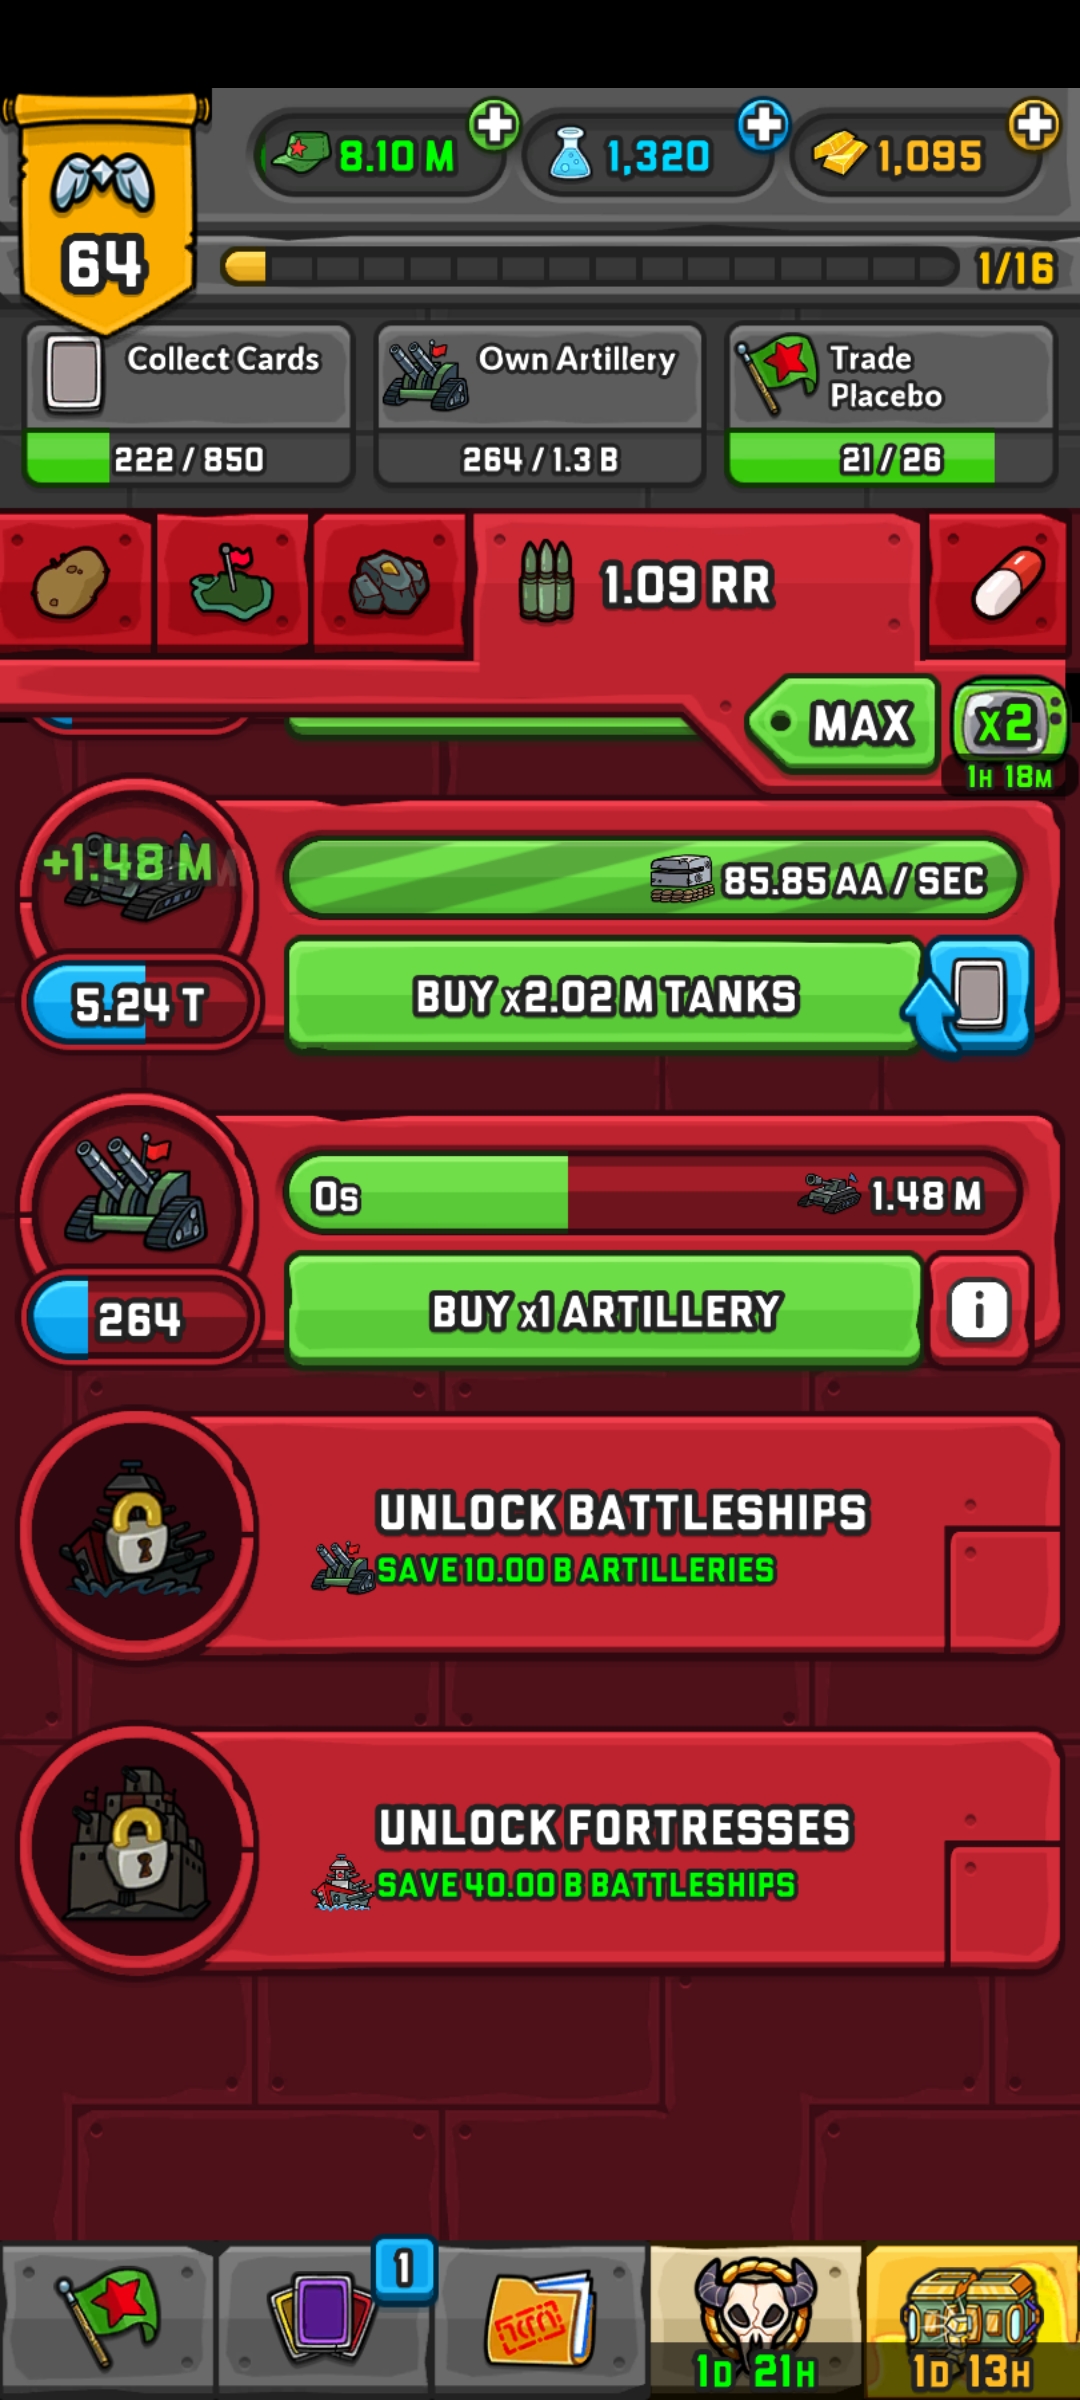 8.10 M
1,320
1,095
64
1/16
Collect Cards
222 / 850
Own Artillery
264 / 1.3 B
Trade
Placebo
21 / 26
1.09 RR
MAX
x2
1H 18M
+1.48 M
85.85 AA / SEC
5.24 T
BUY x2.02 M TANKS
0s
1.48 M
264
BUY x1 ARTILLERY
i
UNLOCK BATTLESHIPS
SAVE 10.00 B ARTILLERIES
UNLOCK FORTRESSES
SAVE 40.00 B BATTLESHIPS
1
1D 21H
1D 13H